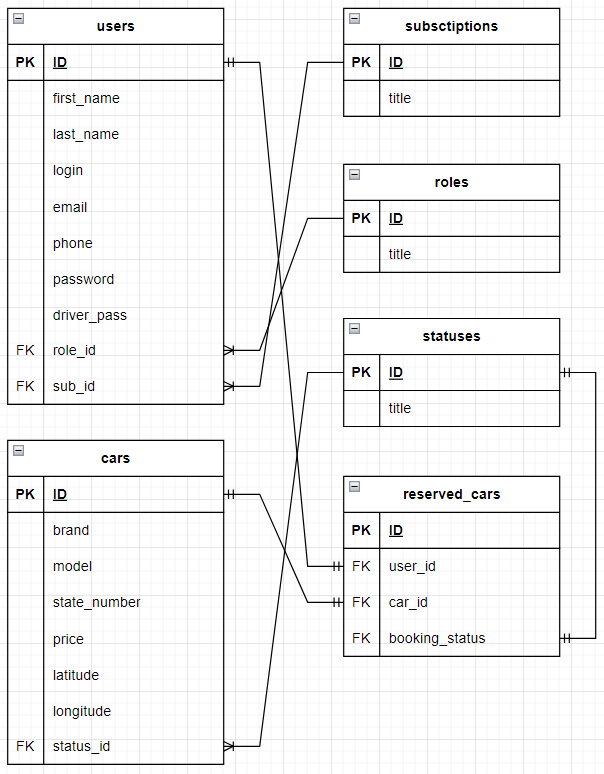 users
PK ID
first_name
last_name
login
email
phone
password
driver_pass
FK role_id
FK sub_id
subsctiptions
PK ID
title
roles
PK ID
title
statuses
PK ID
title
cars
PK ID
brand
model
state_number
price
latitude
longitude
FK status_id
reserved_cars
PK ID
FK user_id
FK car_id
FK booking_status